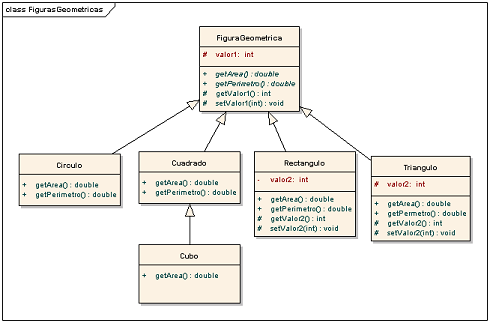 class FigurasGeometricas
FiguraGeometrica
# valor1: int
+ getArea() : double
+ getPerimetro() : double
# getValor1() : int
# setValor1(int) : void
Circulo
+ getArea() : double
+ getPerimetro() : double
Cuadrado
+ getArea() : double
+ getPerimetro() : double
Rectangulo
- valor2: int
+ getArea() : double
+ getPerimetro() : double
# getValor2() : int
# setValor2(int) : void
Triangulo
# valor2: int
+ getArea() : double
+ getPermetro() : double
# getValor2() : int
# setValor2(int) : void
Cubo
+ getArea() : double